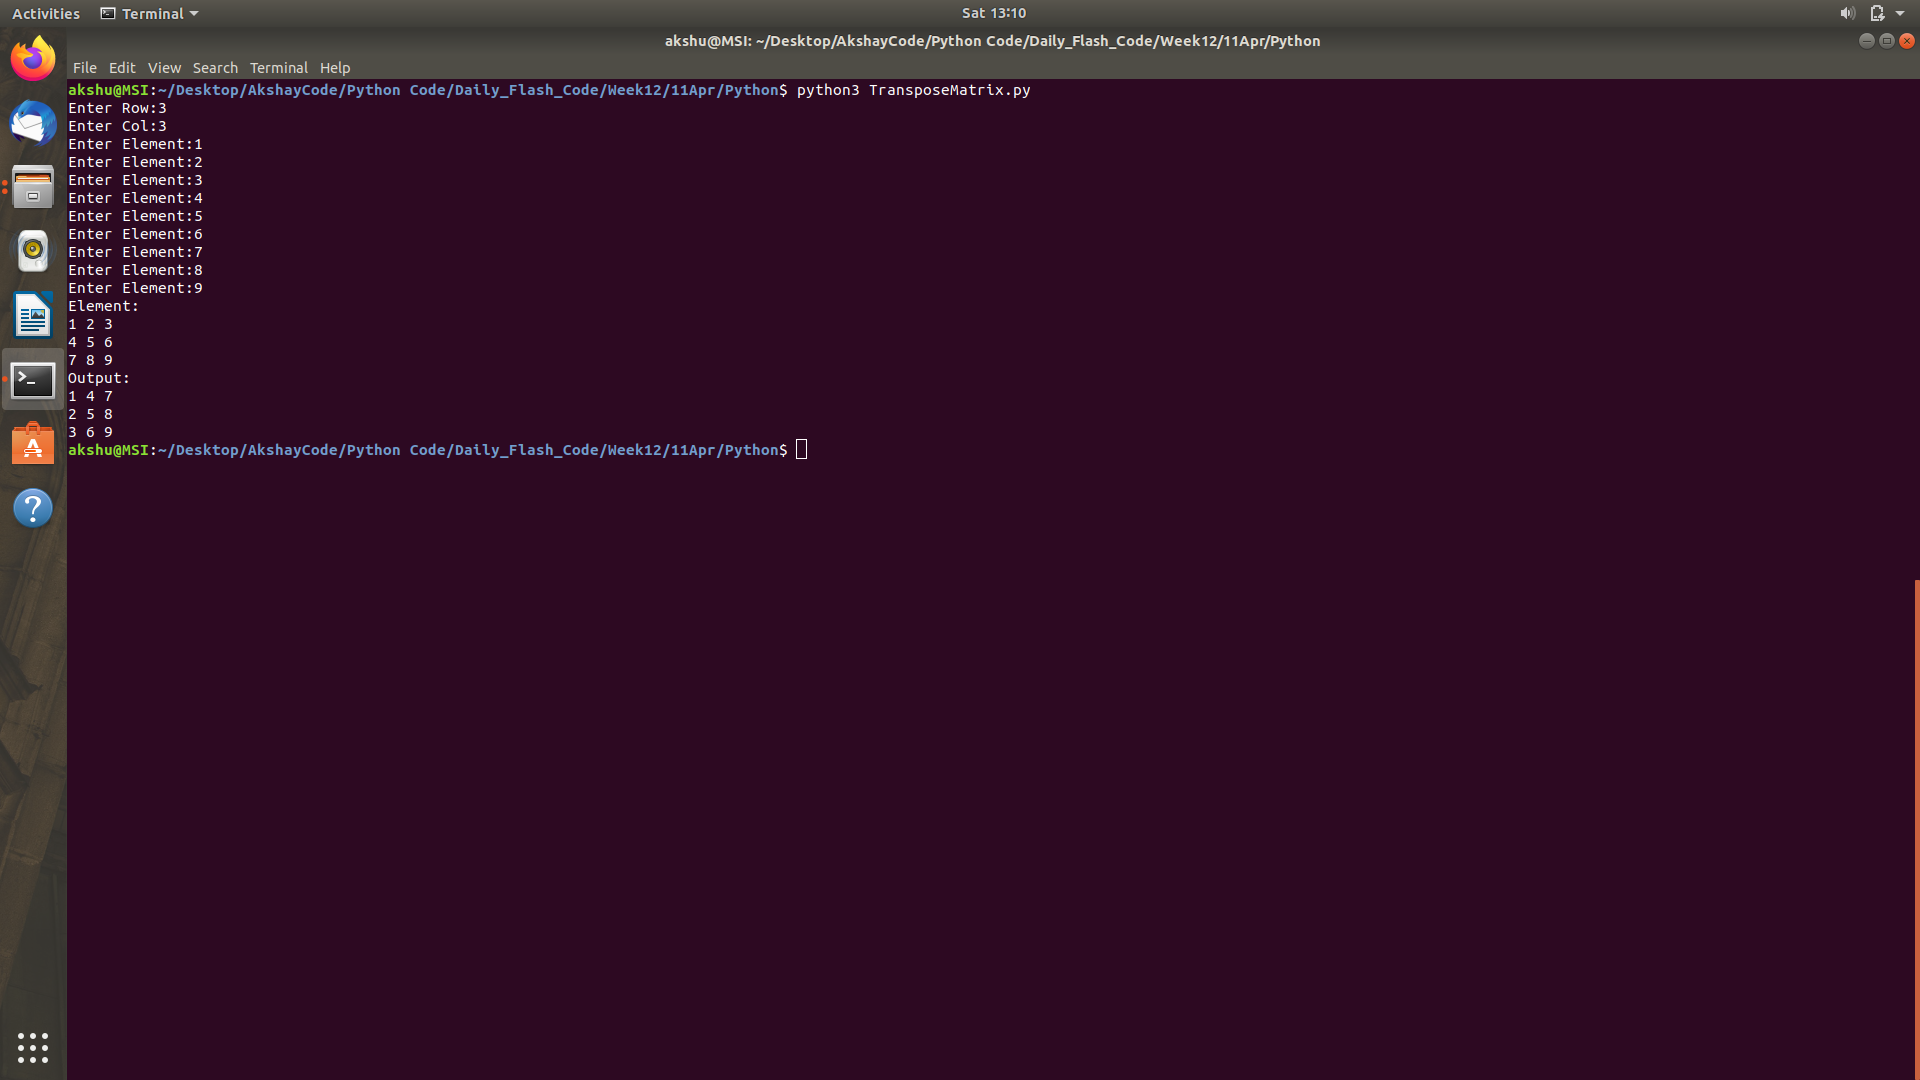 Activities Terminal Sat 13:10
akshu@MSI: ~/Desktop/AkshayCode/Python Code/Daily_Flash_Code/Week12/11Apr/Python
File Edit View Search Terminal Help
akshu@MSI:~/Desktop/AkshayCode/Python Code/Daily_Flash_Code/Week12/11Apr/Python$ python3 TransposeMatrix.py
Enter Row:3
Enter Col:3
Enter Element:1
Enter Element:2
Enter Element:3
Enter Element:4
Enter Element:5
Enter Element:6
Enter Element:7
Enter Element:8
Enter Element:9
Element:
1 2 3
4 5 6
7 8 9
Output:
1 4 7
2 5 8
3 6 9
akshu@MSI:~/Desktop/AkshayCode/Python Code/Daily_Flash_Code/Week12/11Apr/Python$